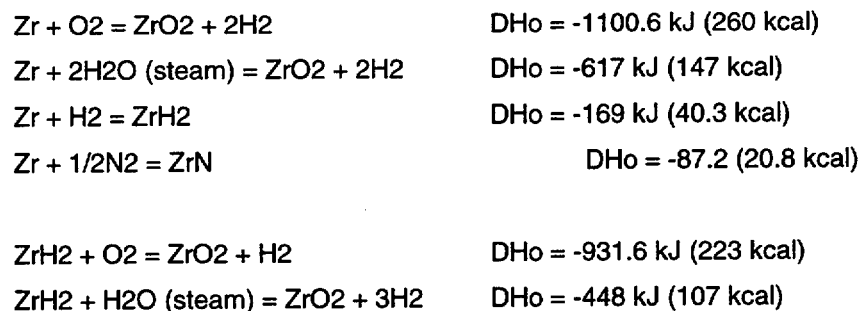 Zr + O2 = ZrO2 + 2H2 DHo = -1100.6 kJ (260 kcal)
Zr + 2H2O (steam) = ZrO2 + 2H2 DHo = -617 kJ (147 kcal)
Zr + H2 = ZrH2 DHo = -169 kJ (40.3 kcal)
Zr + 1/2N2 = ZrN DHo = -87.2 (20.8 kcal)
ZrH2 + O2 = ZrO2 + H2 DHo = -931.6 kJ (223 kcal)
ZrH2 + H2O (steam) = ZrO2 + 3H2 DHo = -448 kJ (107 kcal)